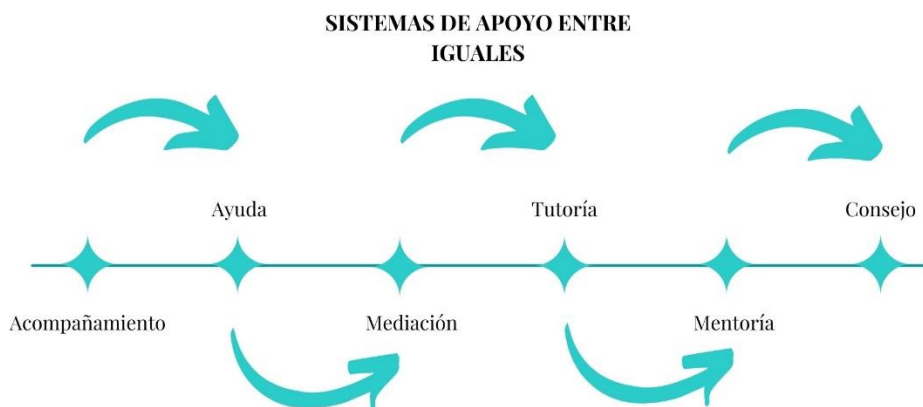 SISTEMAS DE APOYO ENTRE
IGUALES
Ayuda
Tutoría
Consejo
Acompañamiento
Mediación
Mentoría